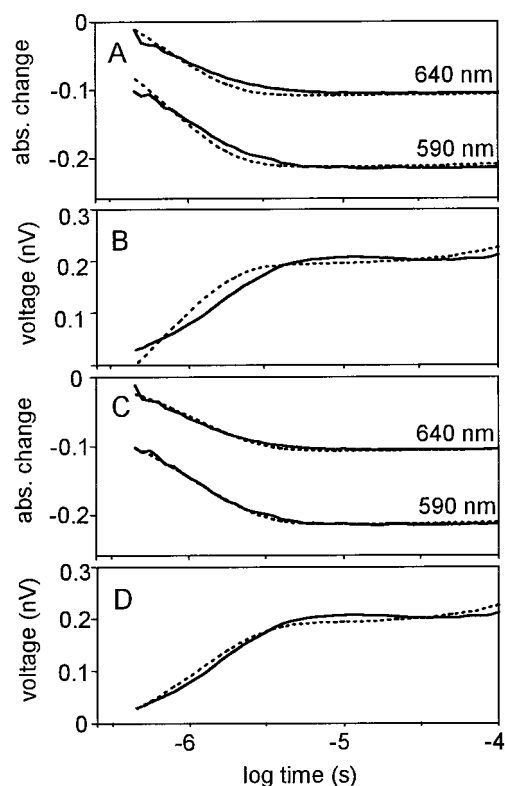 0
A
640 nm
-0.1
abs. change
590 nm
-0.2
0.3
B
0.2
voltage (nV)
0.1
0
C
640 nm
-0.1
abs. change
590 nm
-0.2
0.3
D
0.2
voltage (nV)
0.1
0
-6 -5 -4
log time (s)